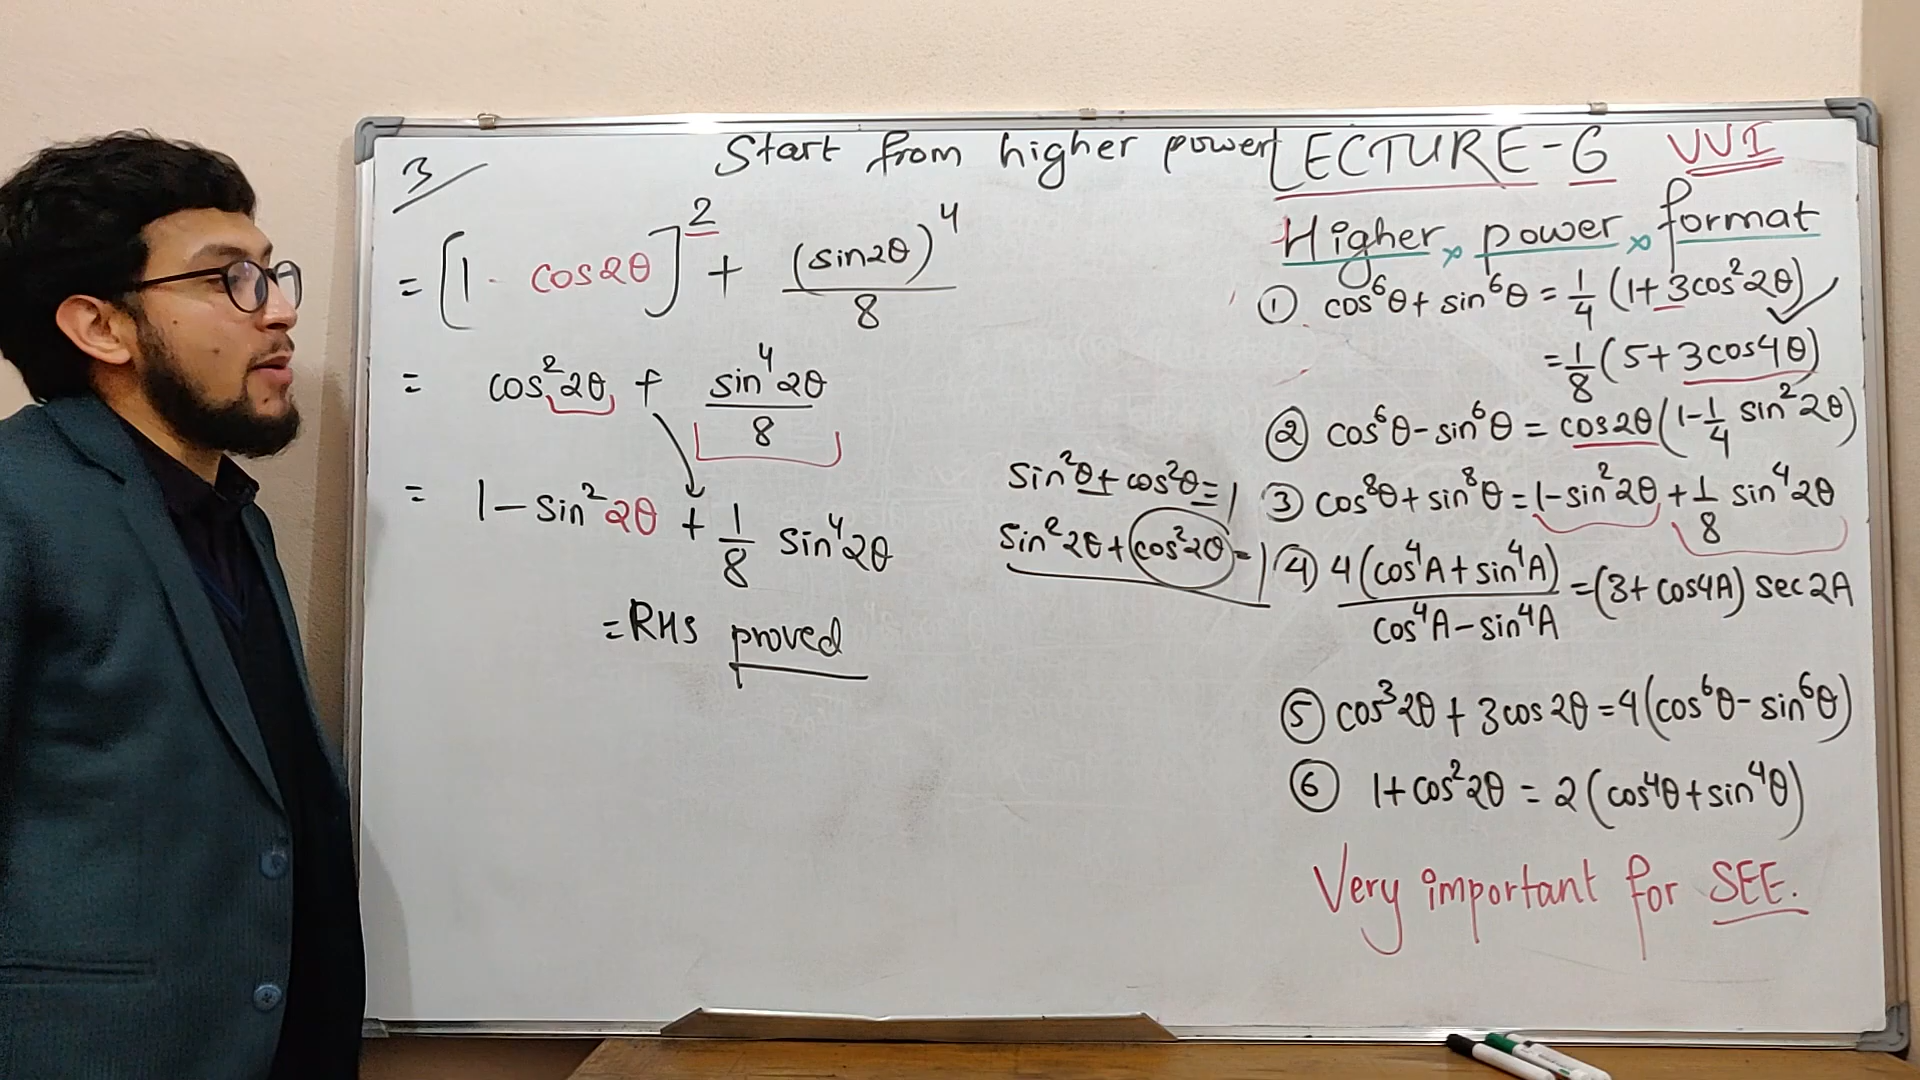 Start from higher power
3
= [1 · cos2θ]² + (sin2θ)⁴/8
= cos²2θ + sin⁴2θ/8
= 1 - sin²2θ + 1/8 sin⁴2θ
= RHS proved
sin²θ + cos²θ = 1
sin²2θ + cos²2θ = 1
LECTURE-6 VVI
Higher power format
① cos⁶θ + sin⁶θ = 1/4 (1 + 3cos²2θ)
= 1/8 (5 + 3cos4θ)
② cos⁶θ - sin⁶θ = cos2θ (1 - 1/4 sin²2θ)
③ cos⁸θ + sin⁸θ = 1 - sin²2θ + 1/8 sin⁴2θ
④ 4(cos⁴A + sin⁴A)/cos⁴A - sin⁴A = (3 + cos4A) sec2A
⑤ cos³2θ + 3cos2θ = 4(cos⁶θ - sin⁶θ)
⑥ 1 + cos²2θ = 2(cos⁴θ + sin⁴θ)
Very important for SEE.